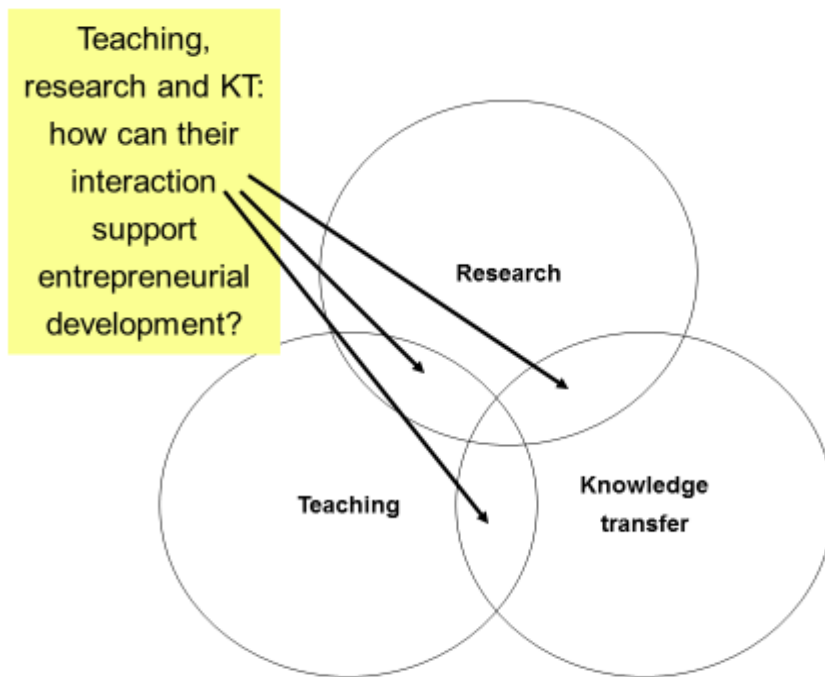 Teaching,
research and KT:
how can their
interaction
support
entrepreneurial
development?
Research
Teaching
Knowledge
transfer